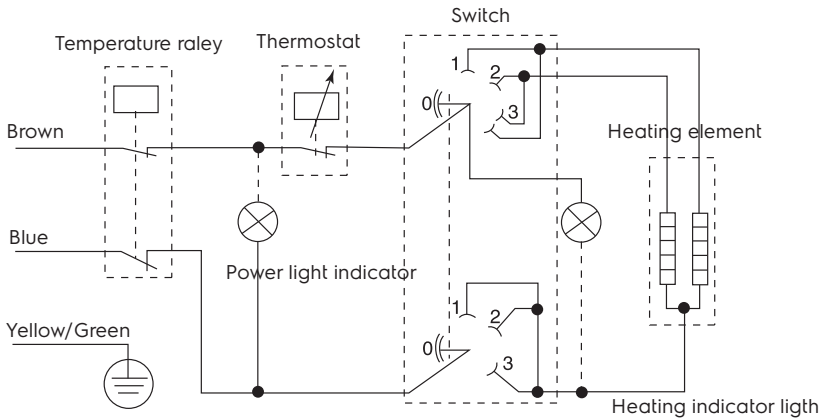 Switch
Temperature raley
Thermostat
1
2
0
3
Brown
Heating element
Blue
Power light indicator
1
2
Yellow/Green
0
3
Heating indicator ligth